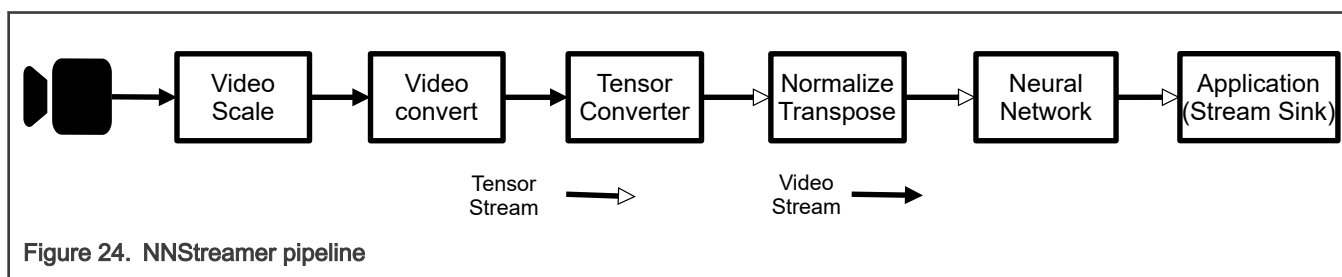 Video
Scale
Video
convert
Tensor
Converter
Normalize
Transpose
Neural
Network
Application
(Stream Sink)
Tensor
Stream
Video
Stream
Figure 24. NNStreamer pipeline